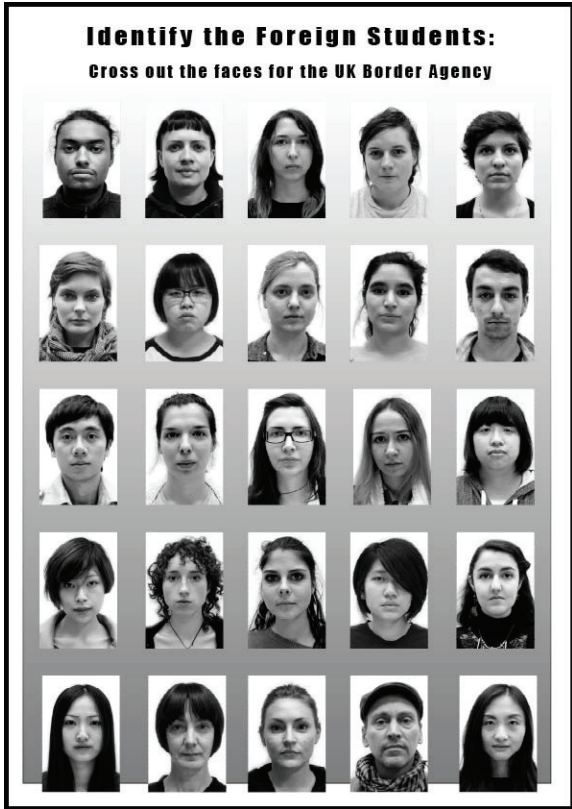 Identify the Foreign Students:
Cross out the faces for the UK Border Agency